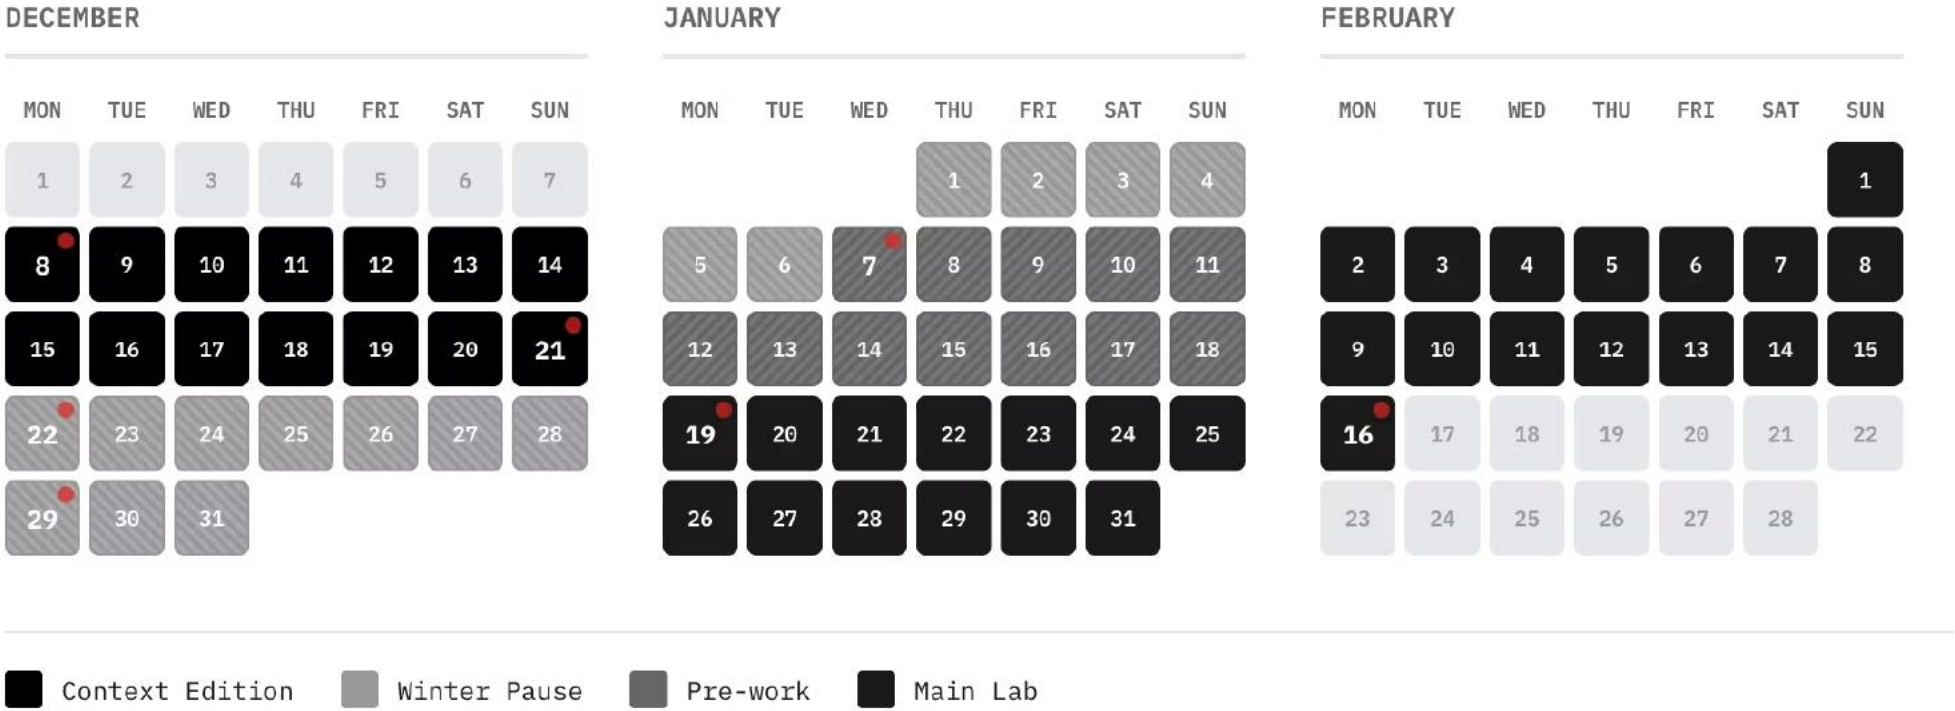 DECEMBER
MON TUE WED THU FRI SAT SUN
1 2 3 4 5 6 7
8 9 10 11 12 13 14
15 16 17 18 19 20 21
22 23 24 25 26 27 28
29 30 31
JANUARY
MON TUE WED THU FRI SAT SUN
1 2 3 4
5 6 7 8 9 10 11
12 13 14 15 16 17 18
19 20 21 22 23 24 25
26 27 28 29 30 31
FEBRUARY
MON TUE WED THU FRI SAT SUN
1
2 3 4 5 6 7 8
9 10 11 12 13 14 15
16 17 18 19 20 21 22
23 24 25 26 27 28
Context Edition Winter Pause Pre-work Main Lab